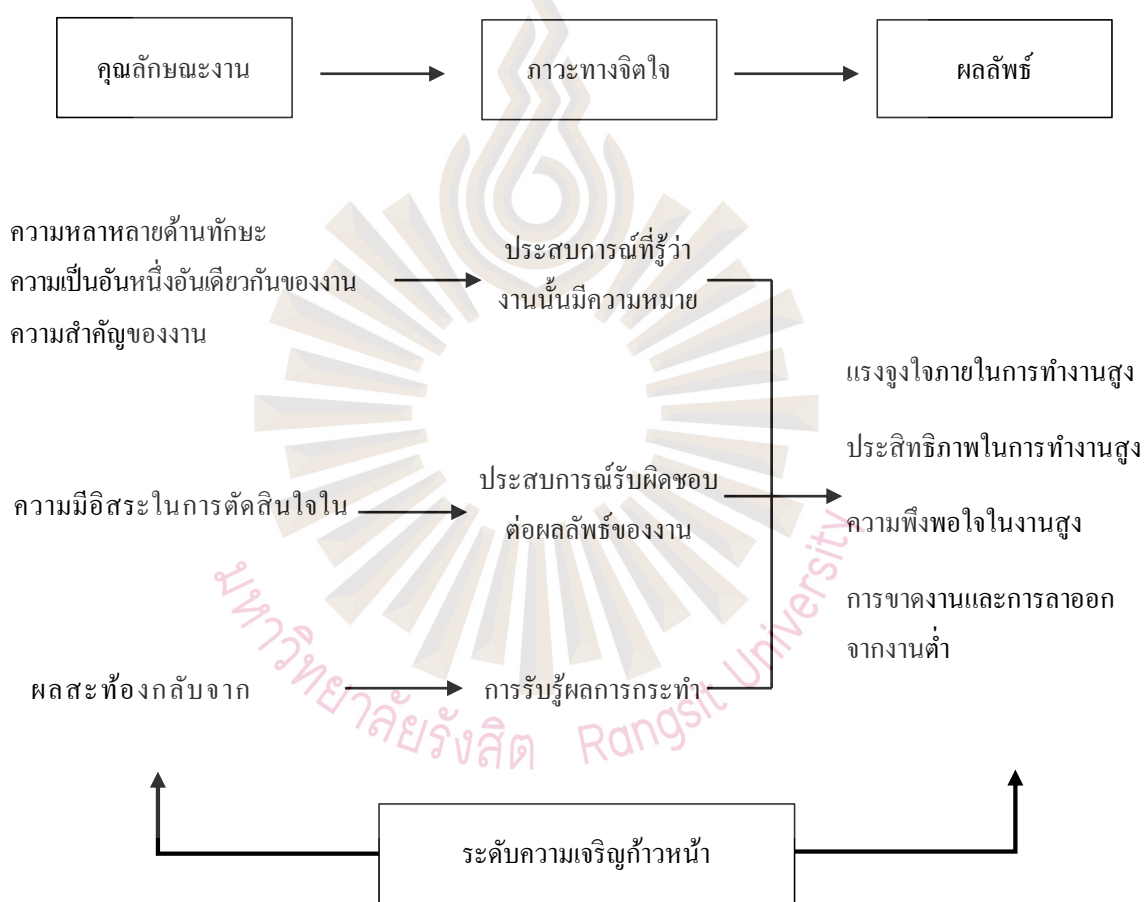 คุณลักษณะงาน
ภาวะทางจิตใจ
ผลลัพธ์
ความหลาหลายด้านทักษะ
ความเป็นอันหนึ่งอันเดียวกันของงาน
ความสำคัญของงาน
ประสบการณ์ที่รู้ว่า
งานนั้นมีความหมาย
ความมีอิสระในการตัดสินใจใน
ประสบการณ์รับผิดชอบ
ต่อผลลัพธ์ของงาน
ผลสะท้องกลับจาก
การรับรู้ผลการกระทำ
แรงจูงใจภายในการทำงานสูง
ประสิทธิภาพในการทำงานสูง
ความพึงพอใจในงานสูง
การขาดงานและการลาออก
จากงานต่ำ
ระดับความเจริญก้าวหน้า
มหาวิทยาลัยรังสิต Rangsit University